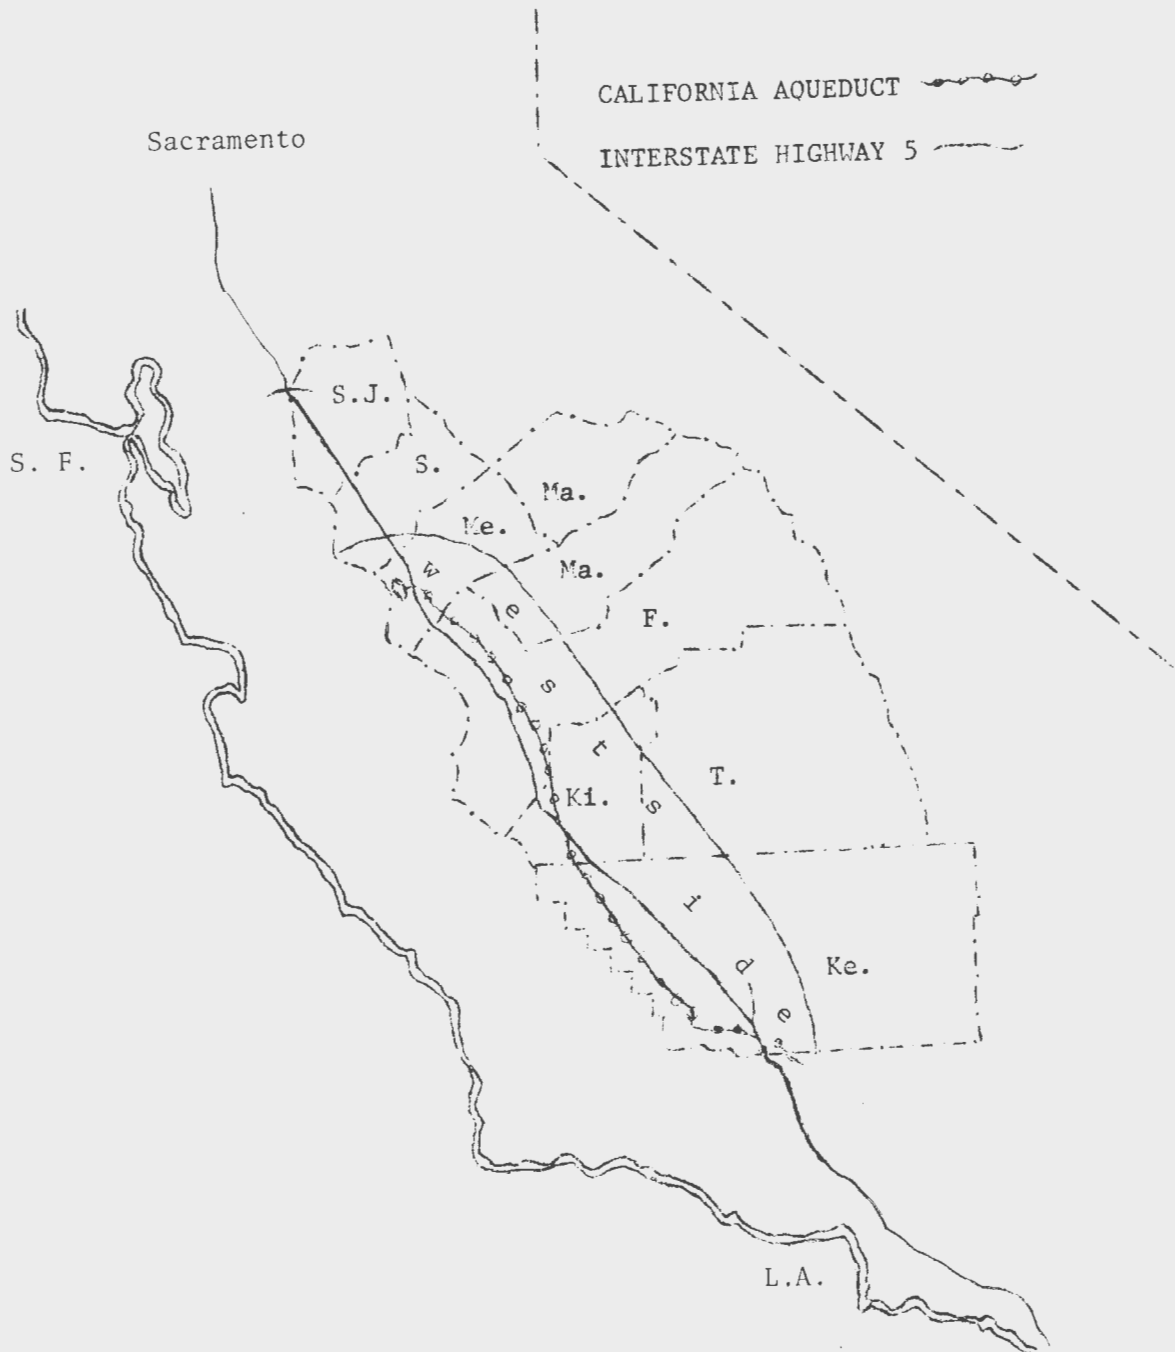 CALIFORNIA AQUEDUCT
Sacramento
INTERSTATE HIGHWAY 5
S.J.
S. F.
S.
Ma.
Me.
Ma.
F.
Westside
T.
Ki.
Ke.
L.A.